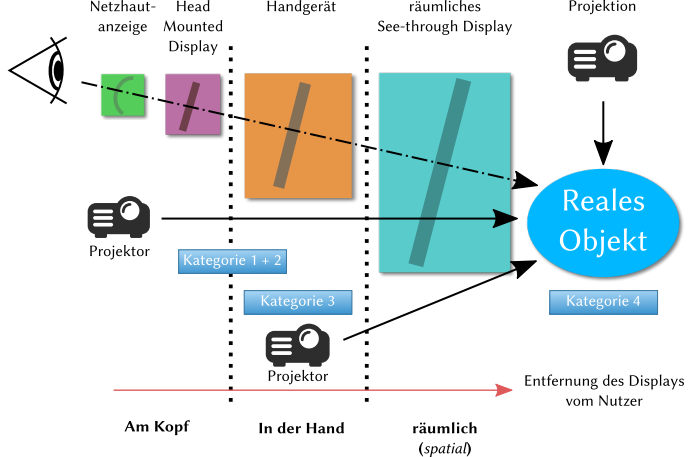 Netzhaut-
anzeige
Head
Mounted
Display
Handgerät
räumliches
See-through Display
Projektion
Reales
Objekt
Projektor
Kategorie 1 + 2
Kategorie 3
Kategorie 4
Projektor
Entfernung des Displays
vom Nutzer
Am Kopf
In der Hand
räumlich
(spatial)